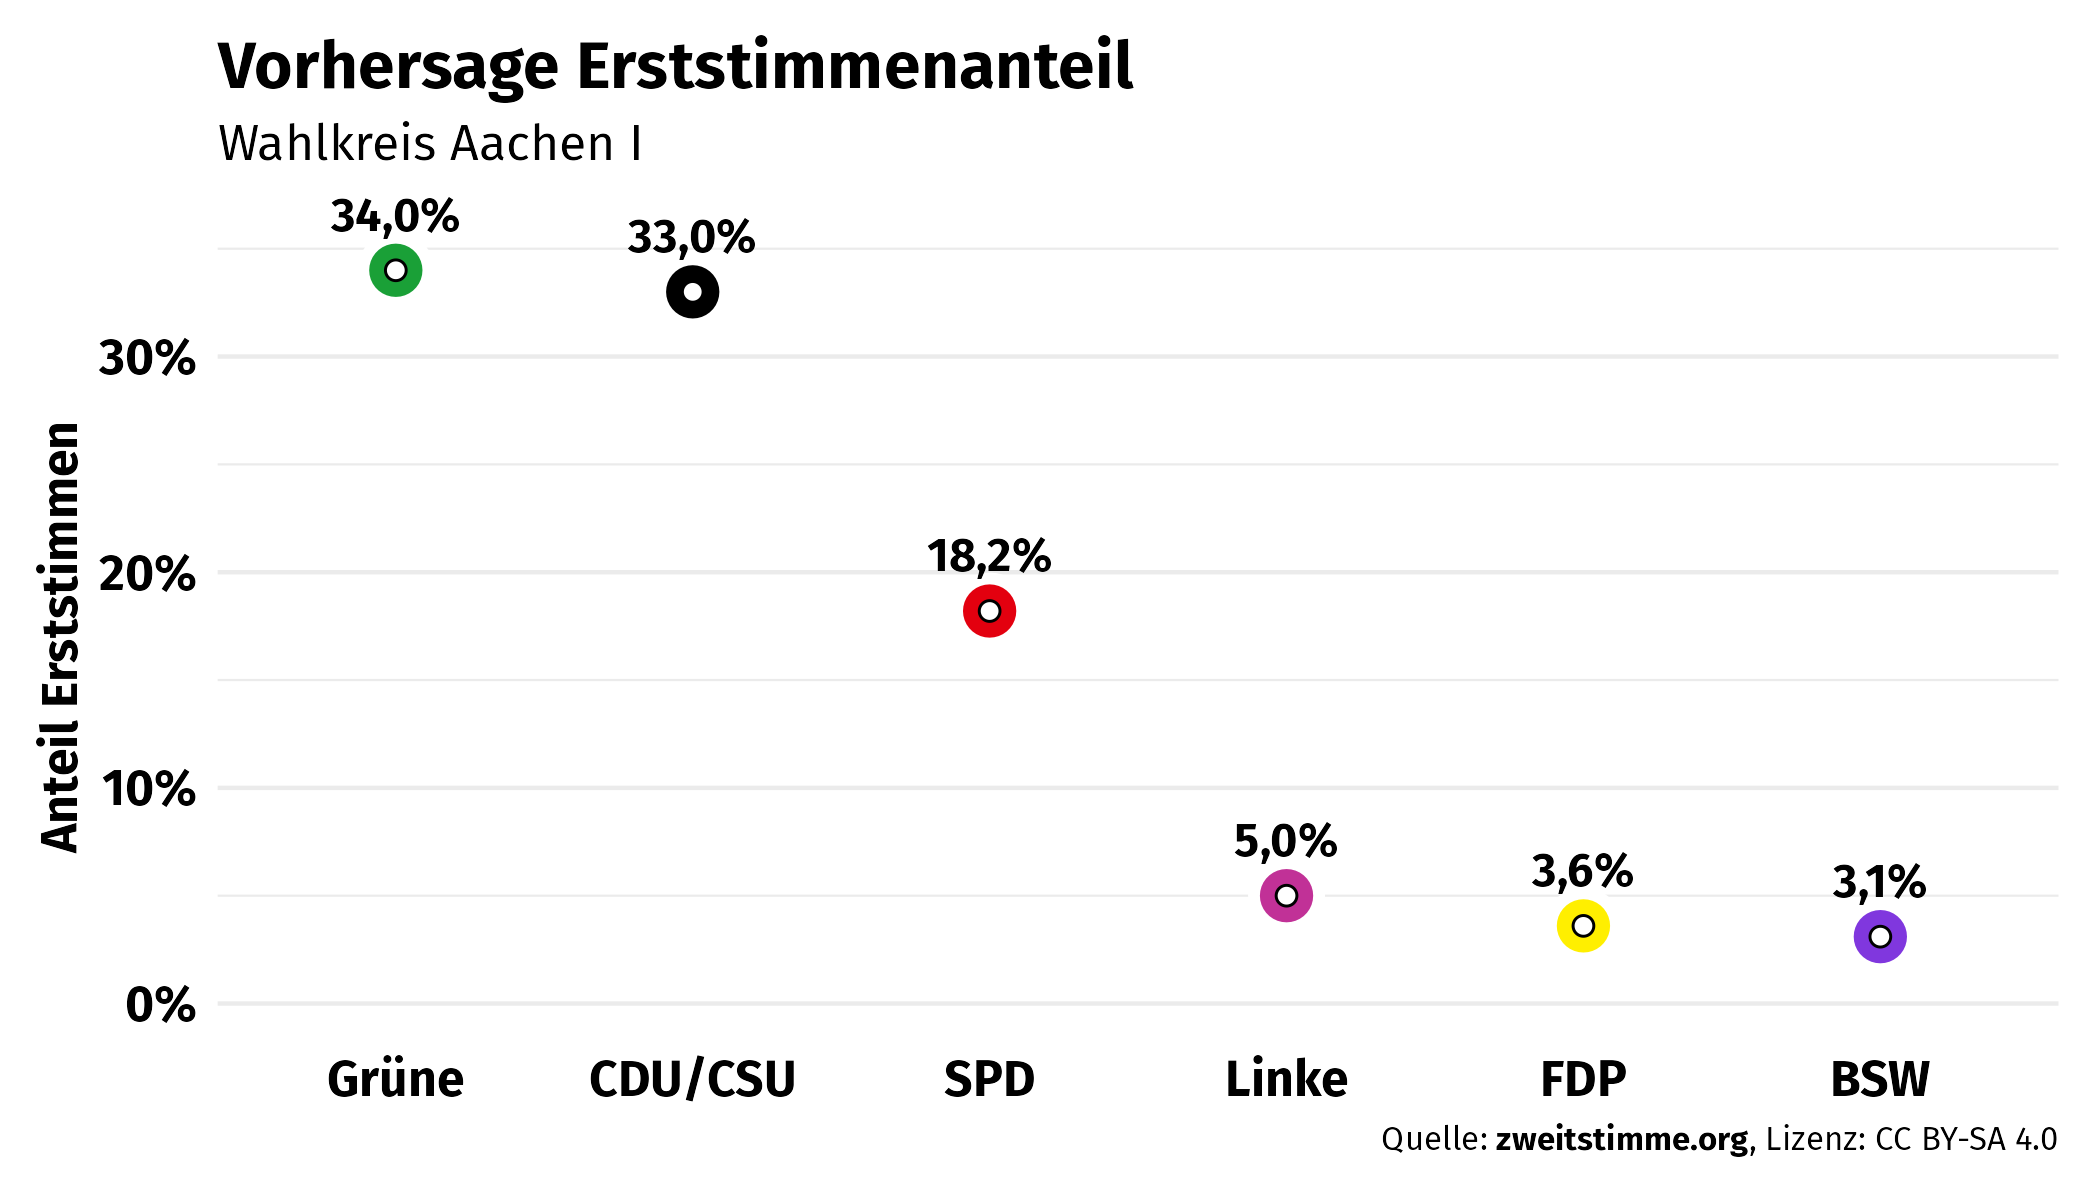 Vorhersage Erststimmenanteil
Wahlkreis Aachen I
34,0%
33,0%
30%
18,2%
20%
10%
5,0%
3,6%
3,1%
0%
Anteil Erststimmen
Grüne
CDU/CSU
SPD
Linke
FDP
BSW
Quelle: zweitstimme.org, Lizenz: CC BY-SA 4.0